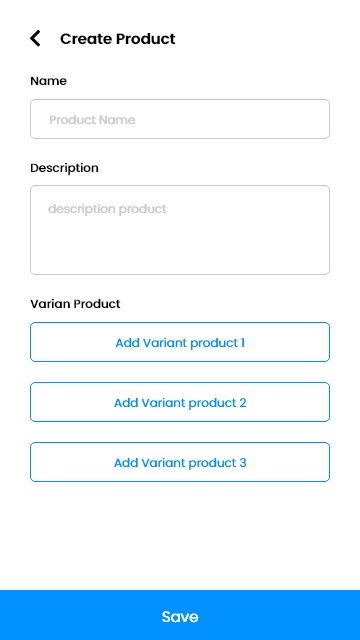 Create Product
Name
Product Name
Description
description product
Varian Product
Add Variant product 1
Add Variant product 2
Add Variant product 3
Save